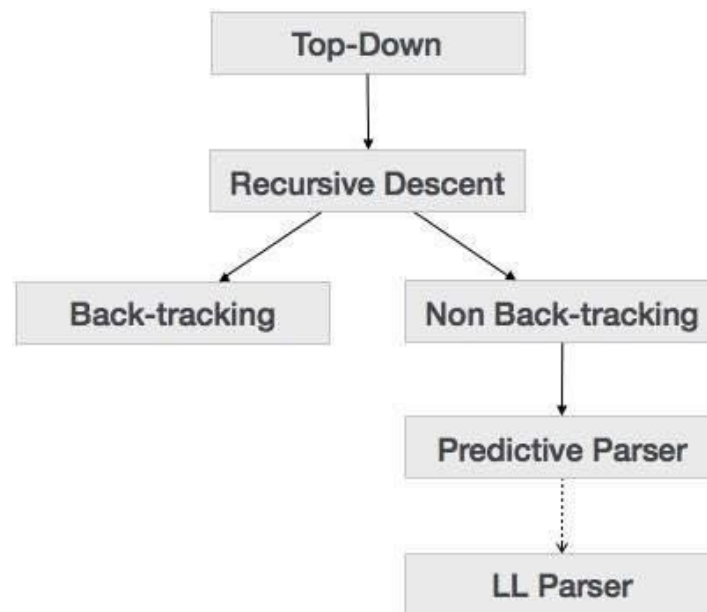 Top-Down
Recursive Descent
Back-tracking
Non Back-tracking
Predictive Parser
LL Parser